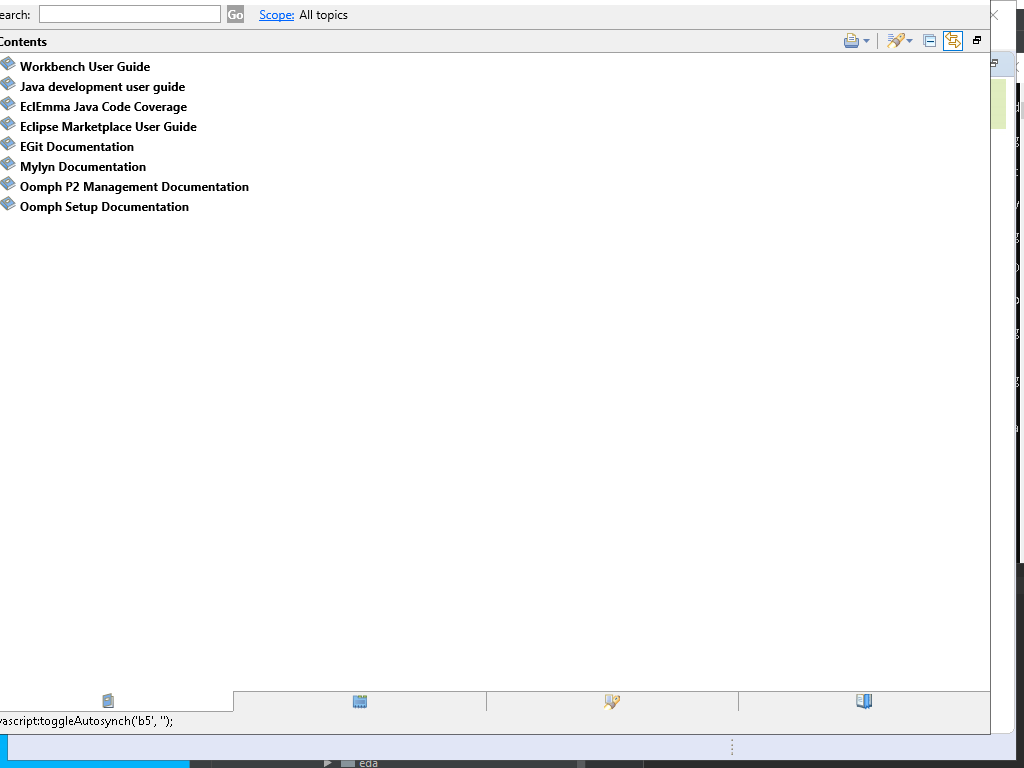 earch: Go Scope: All topics
Contents
Workbench User Guide
Java development user guide
EclEmma Java Code Coverage
Eclipse Marketplace User Guide
EGit Documentation
Mylyn Documentation
Oomph P2 Management Documentation
Oomph Setup Documentation
vascript:toggleAutosynch('b5', '');
eda